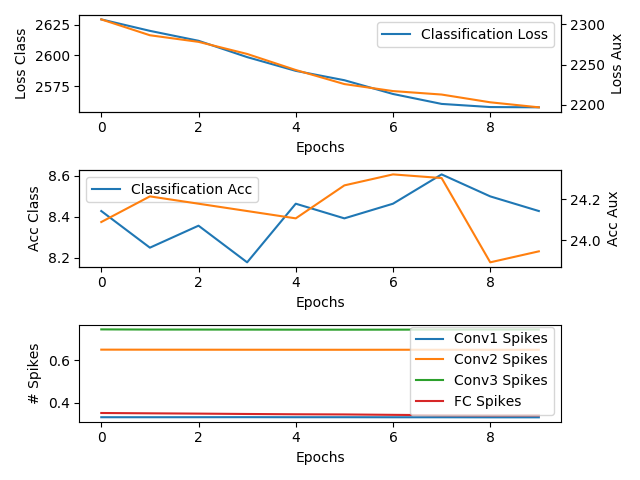 2625
2600
2575
Loss Class
Classification Loss
2300
2250
2200
Loss Aux
0 2 4 6 8
Epochs
8.6
8.4
8.2
Acc Class
Classification Acc
24.2
24.0
Acc Aux
0 2 4 6 8
Epochs
0.6
0.4
# Spikes
Conv1 Spikes
Conv2 Spikes
Conv3 Spikes
FC Spikes
0 2 4 6 8
Epochs